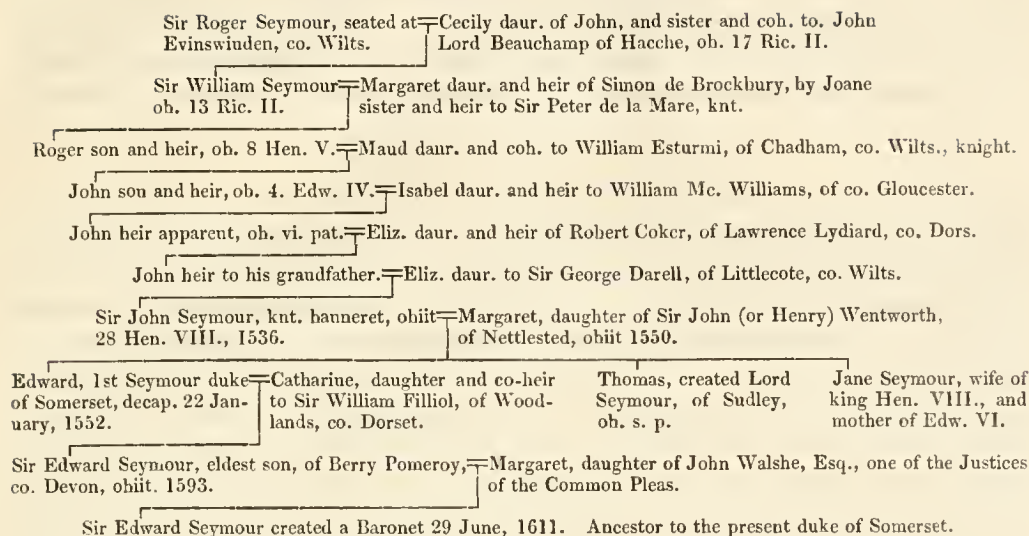 Sir Roger Seymour, seated at Cecily daur. of John, and sister and coh. to. John
Evinswinden, co. Wilts. Lord Beauchamp of Hacche, ob. 17 Ric. II.
Sir William Seymour Margaret daur. and heir of Simon de Brockbury, by Joane
ob. 13 Ric. II. sister and heir to Sir Peter de la Mare, knt.
Roger son and heir, ob. 8 Hen. V. Maud daur. and coh. to William Esturmi, of Chadham, co. Wilts., knight.
John son and heir, ob. 4. Edw. IV. Isabel daur. and heir to William Mc. Williams, of co. Gloucester.
John heir apparent, ob. vi. pat. Eliz. daur. and heir of Robert Coker, of Lawrence Lydiard, co. Dors.
John heir to his grandfather. Eliz. daur. to Sir George Darell, of Littlecote, co. Wilts.
Sir John Seymour, knt. banneret, obiit Margaret, daughter of Sir John (or Henry) Wentworth,
28 Hen. VIII., 1536. of Nettlested, obiit 1550.
Edward, 1st Seymour duke Catharine, daughter and co-heir Thomas, created Lord Jane Seymour, wife of
of Somerset, decap. 22 Jan- to Sir William Filliol, of Wood- Seymour, of Sudley, king Hen. VIII., and
uary, 1552. lands, co. Dorset. ob. s. p. mother of Edw. VI.
Sir Edward Seymour, eldest son, of Berry Pomeroy, Margaret, daughter of John Walshe, Esq., one of the Justices
co. Devon, obiit. 1593. of the Common Pleas.
Sir Edward Seymour created a Baronet 29 June, 1611. Ancestor to the present duke of Somerset.